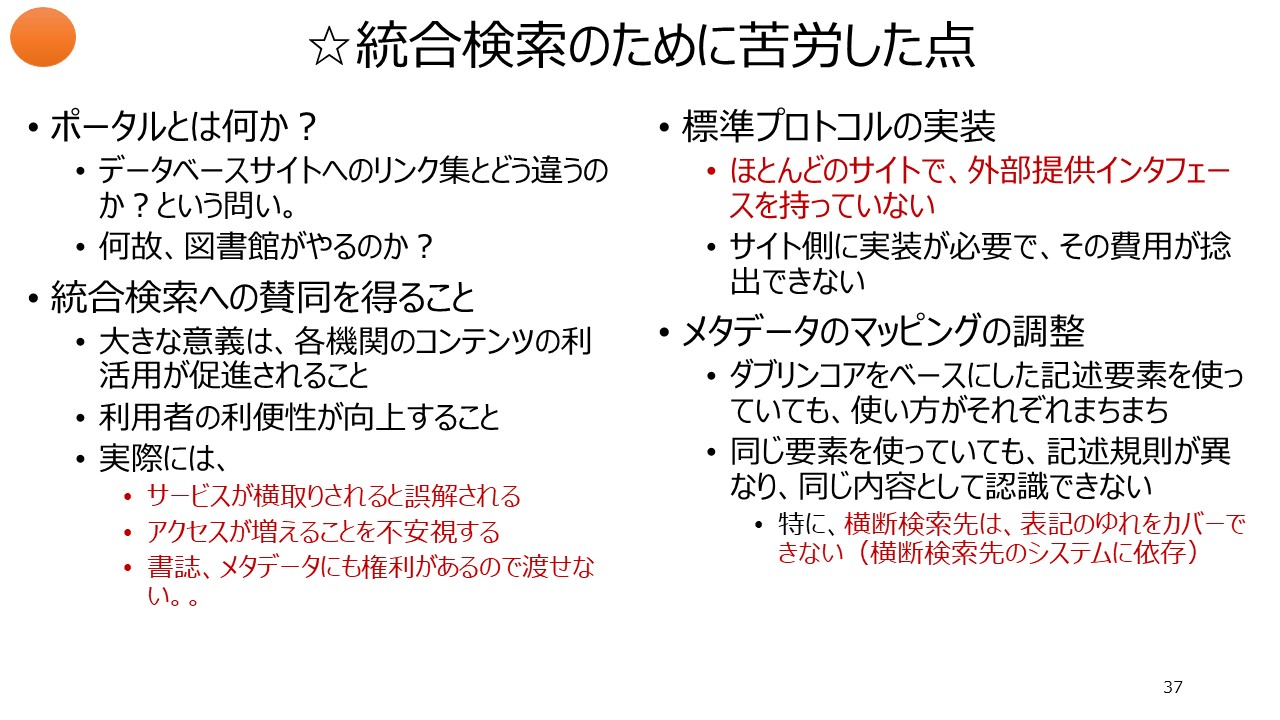 ☆統合検索のために苦労した点
• ポータルとは何か？
• データベースサイトへのリンク集とどう違うの
か？という問い。
• 何故、図書館がやるのか？
• 統合検索への賛同を得ること
• 大きな意義は、各機関のコンテンツの利
活用が促進されること
• 利用者の利便性が向上すること
• 実際には、
• サービスが横取りされると誤解される
• アクセスが増えることを不安視する
• 書誌、メタデータにも権利があるので渡せな
い。。
• 標準プロトコルの実装
• ほとんどのサイトで、外部提供インタフェー
スを持っていない
• サイト側に実装が必要で、その費用が捻
出できない
• メタデータのマッピングの調整
• ダブリンコアをベースにした記述要素を使っ
ていても、使い方がそれぞれまちまち
• 同じ要素を使っていても、記述規則が異
なり、同じ内容として認識できない
• 特に、横断検索先は、表記のゆれをカバーで
きない（横断検索先のシステムに依存）
37